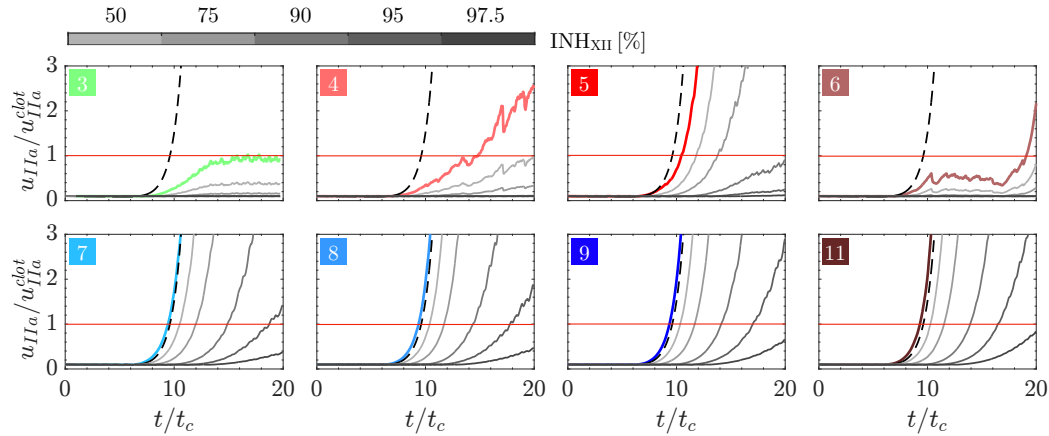 50 75 90 95 97.5
INH_XII [%]
3 4 5 6
3 2 1 0
u_IIa/u_IIa^clot
7 8 9 11
3 2 1 0
u_IIa/u_IIa^clot
0 10 20 0 10 20 0 10 20 0 10 20
t/t_c t/t_c t/t_c t/t_c